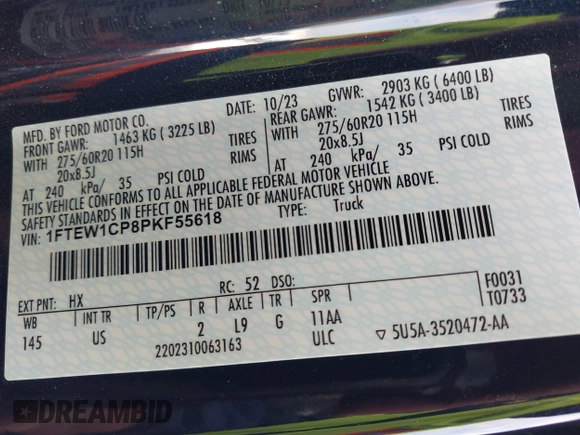 MFD. BY FORD MOTOR CO.
DATE: 10/23
GVWR: 2903 KG (6400 LB)
FRONT GAWR: 1463 KG (3225 LB)
REAR GAWR: 1542 KG (3400 LB)
WITH 275/60R20 115H TIRES
WITH 275/60R20 115H TIRES
20x8.5J RIMS
20x8.5J RIMS
AT 240 kPa/ 35 PSI COLD
AT 240 kPa/ 35 PSI COLD
THIS VEHICLE CONFORMS TO ALL APPLICABLE FEDERAL MOTOR VEHICLE
SAFETY STANDARDS IN EFFECT ON THE DATE OF MANUFACTURE SHOWN ABOVE.
VIN: 1FTEW1CP8PKF55618
TYPE: Truck
EXT PNT: HX RC: 52 DSO:
WB INT TR TP/PS R AXLE TR SPR
145 US 2 L9 G 11AA
ULC
F0031
T0733
2202310063163
▽ 5U5A-3520472-AA
DREAMBID